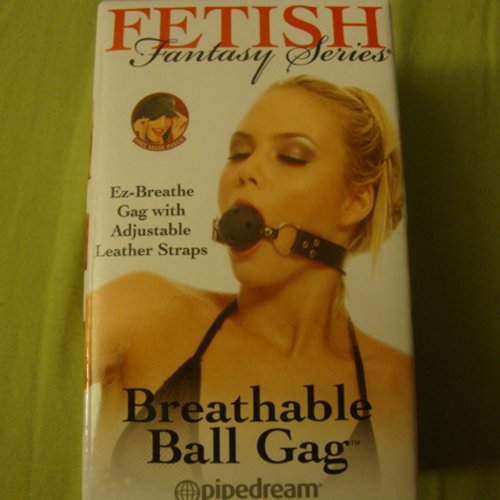 FETISH
Fantasy Series®
Ez-Breathe
Gag with
Adjustable
Leather Straps
Breathable
Ball Gag™
pipedream®